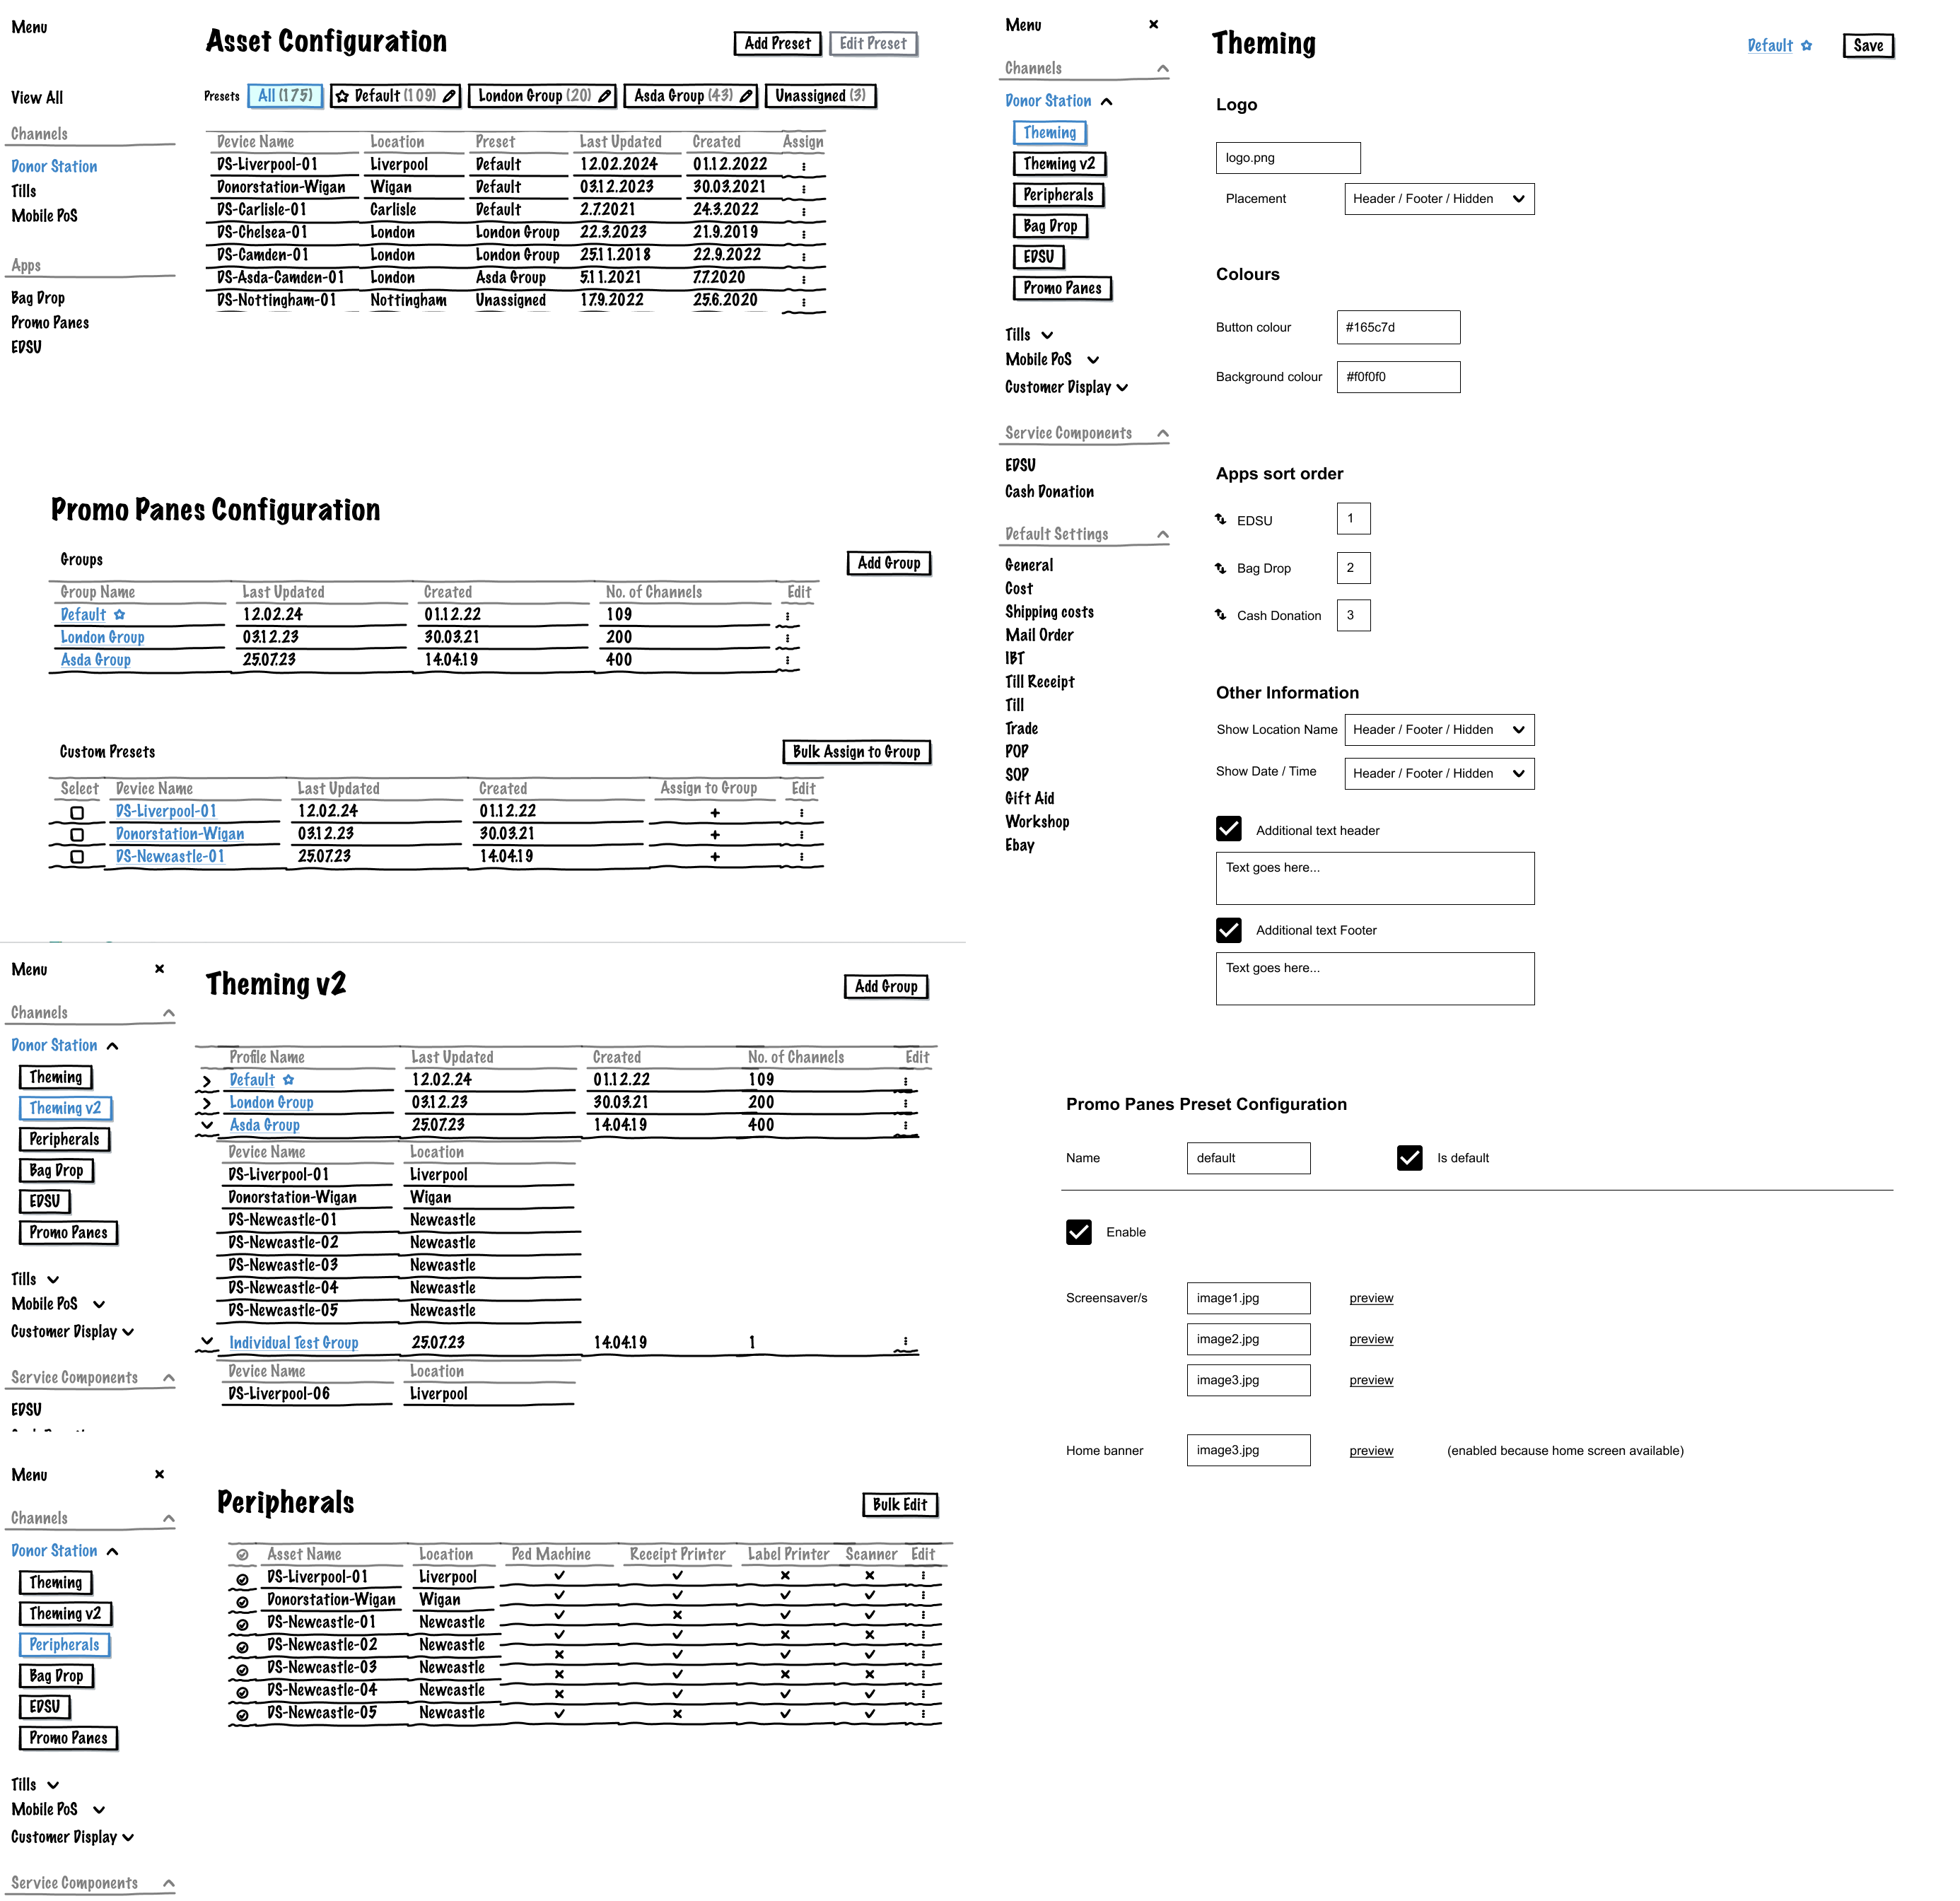 Menu
Asset Configuration
Add Preset
Edit Preset
View All
Presets
All (175)
Default (109)
London Group (20)
Asda Group (43)
Unassigned (3)
Channels
Donor Station
Tills
Mobile PoS
Apps
Bag Drop
Promo Panes
EDSU
Device Name Location Preset Last Updated Created Assign
DS-Liverpool-01 Liverpool Default 12.02.2024 01.12.2022
Donorstation-Wigan Wigan Default 03.12.2023 30.03.2021
DS-Carlisle-01 Carlisle Default 2.7.2021 24.3.2022
DS-Chelsea-01 London London Group 22.3.2023 21.9.2019
DS-Camden-01 London London Group 25.11.2018 22.9.2022
DS-Asda-Camden-01 London Asda Group 5.11.2021 7.7.2020
DS-Nottingham-01 Nottingham Unassigned 17.9.2022 25.6.2020
Promo Panes Configuration
Groups
Add Group
Group Name Last Updated Created No. of Channels Edit
Default 12.02.24 01.12.22 109
London Group 03.12.23 30.03.21 200
Asda Group 25.07.23 14.04.19 400
Custom Presets
Bulk Assign to Group
Select Device Name Last Updated Created Assign to Group Edit
DS-Liverpool-01 12.02.24 01.12.22 +
Donorstation-Wigan 03.12.23 30.03.21 +
DS-Newcastle-01 25.07.23 14.04.19 +
Menu
Channels
Donor Station
Theming
Theming v2
Peripherals
Bag Drop
EDSU
Promo Panes
Tills
Mobile PoS
Customer Display
Service Components
EDSU
Theming v2
Add Group
Profile Name Last Updated Created No. of Channels Edit
Default 12.02.24 01.12.22 109
London Group 03.12.23 30.03.21 200
Asda Group 25.07.23 14.04.19 400
Device Name Location
DS-Liverpool-01 Liverpool
Donorstation-Wigan Wigan
DS-Newcastle-01 Newcastle
DS-Newcastle-02 Newcastle
DS-Newcastle-03 Newcastle
DS-Newcastle-04 Newcastle
DS-Newcastle-05 Newcastle
Individual Test Group 25.07.23 14.04.19 1
Device Name Location
DS-Liverpool-06 Liverpool
Menu
Channels
Donor Station
Theming
Theming v2
Peripherals
Bag Drop
EDSU
Promo Panes
Tills
Mobile PoS
Customer Display
Service Components
Peripherals
Bulk Edit
Asset Name Location Ped Machine Receipt Printer Label Printer Scanner Edit
DS-Liverpool-01 Liverpool
Donorstation-Wigan Wigan
DS-Newcastle-01 Newcastle
DS-Newcastle-02 Newcastle
DS-Newcastle-03 Newcastle
DS-Newcastle-04 Newcastle
DS-Newcastle-05 Newcastle
Menu
Channels
Donor Station
Theming
Theming v2
Peripherals
Bag Drop
EDSU
Promo Panes
Tills
Mobile PoS
Customer Display
Service Components
EDSU
Cash Donation
Default Settings
General
Cost
Shipping costs
Mail Order
IBT
Till Receipt
Till
Trade
POP
SOP
Gift Aid
Workshop
Ebay
Theming
Default
Save
Logo
logo.png
Placement Header / Footer / Hidden
Colours
Button colour #165c7d
Background colour #f0f0f0
Apps sort order
EDSU 1
Bag Drop 2
Cash Donation 3
Other Information
Show Location Name Header / Footer / Hidden
Show Date / Time Header / Footer / Hidden
Additional text header
Text goes here...
Additional text Footer
Text goes here...
Promo Panes Preset Configuration
Name default Is default
Enable
Screensaver/s image1.jpg preview
image2.jpg preview
image3.jpg preview
Home banner image3.jpg preview (enabled because home screen available)